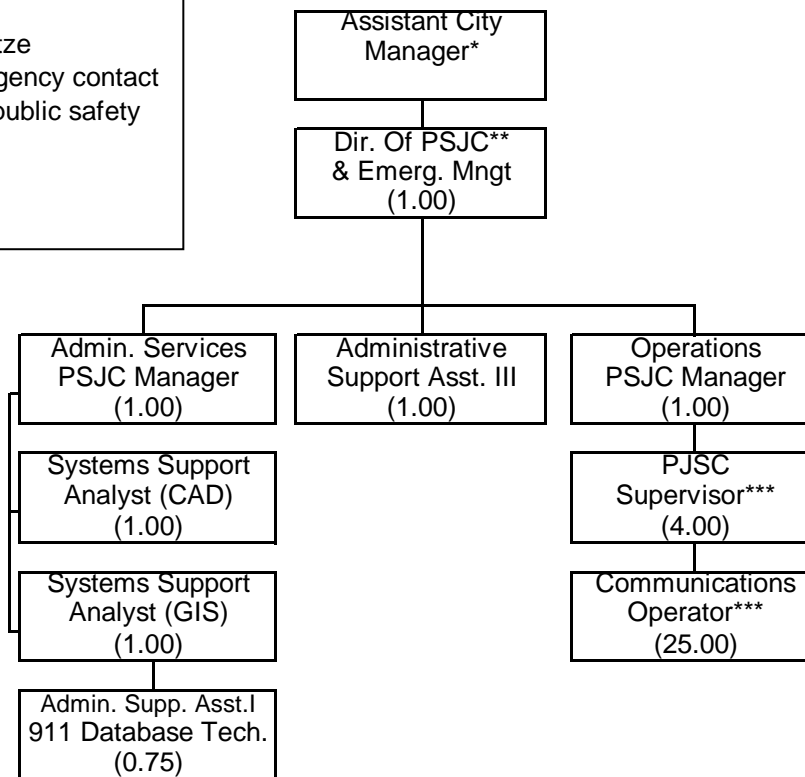 gency contact
public safety
Assistant City
Manager*
Dir. Of PSJC**
& Emerg. Mngt
(1.00)
Admin. Services
PSJC Manager
(1.00)
Administrative
Support Asst. III
(1.00)
Operations
PSJC Manager
(1.00)
Systems Support
Analyst (CAD)
(1.00)
PJSC
Supervisor***
(4.00)
Systems Support
Analyst (GIS)
(1.00)
Communications
Operator***
(25.00)
Admin. Supp. Asst.I
911 Database Tech.
(0.75)